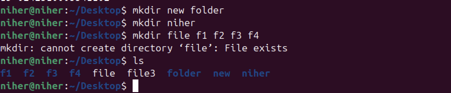 niher@niher:~/Desktop$ mkdir new folder
niher@niher:~/Desktop$ mkdir niher
niher@niher:~/Desktop$ mkdir file f1 f2 f3 f4
mkdir: cannot create directory ‘file’: File exists
niher@niher:~/Desktop$ ls
f1 f2 f3 f4 file file3 folder new niher
niher@niher:~/Desktop$